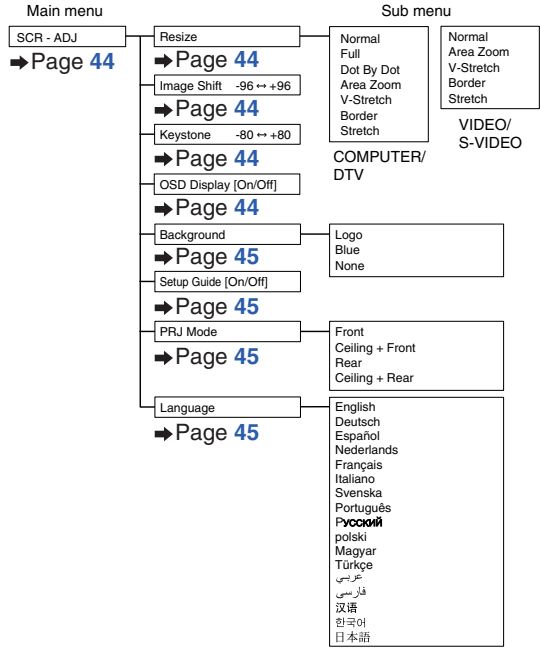 Main menu
Sub menu
SCR - ADJ
➡Page 44
Resize
➡Page 44
Normal
Full
Dot By Dot
Area Zoom
V-Stretch
Border
Stretch
COMPUTER/
DTV
Normal
Area Zoom
V-Stretch
Border
Stretch
VIDEO/
S-VIDEO
Image Shift -96 ↔ +96
➡Page 44
Keystone -80 ↔ +80
➡Page 44
OSD Display [On/Off]
➡Page 44
Background
➡Page 45
Logo
Blue
None
Setup Guide [On/Off]
➡Page 45
PRJ Mode
➡Page 45
Front
Ceiling + Front
Rear
Ceiling + Rear
Language
➡Page 45
English
Deutsch
Español
Nederlands
Français
Italiano
Svenska
Português
Русский
polski
Magyar
Türkçe
عربي
فارسی
汉语
한국어
日本語